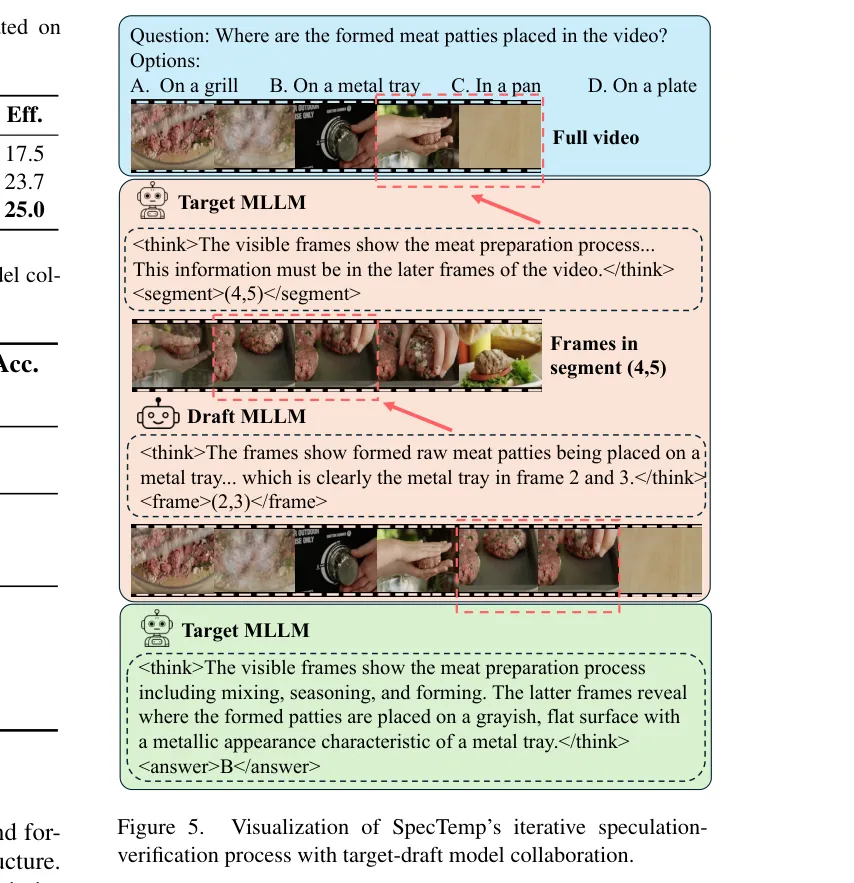 ted on
Eff.
17.5
23.7
25.0
del col-
Acc.
nd for-
ucture.
Question: Where are the formed meat patties placed in the video?
Options:
A. On a grill B. On a metal tray C. In a pan D. On a plate
OUTDOOR
USE ONLY
Full video
Target MLLM
<think>The visible frames show the meat preparation process...
This information must be in the later frames of the video.</think>
<segment>(4,5)</segment>
Frames in
segment (4,5)
Draft MLLM
<think>The frames show formed raw meat patties being placed on a
metal tray... which is clearly the metal tray in frame 2 and 3.</think>
<frame>(2,3)</frame>
OUTDOOR
USE ONLY
Target MLLM
<think>The visible frames show the meat preparation process
including mixing, seasoning, and forming. The latter frames reveal
where the formed patties are placed on a grayish, flat surface with
a metallic appearance characteristic of a metal tray.</think>
<answer>B</answer>
Figure 5. Visualization of SpecTemp's iterative speculation-
verification process with target-draft model collaboration.